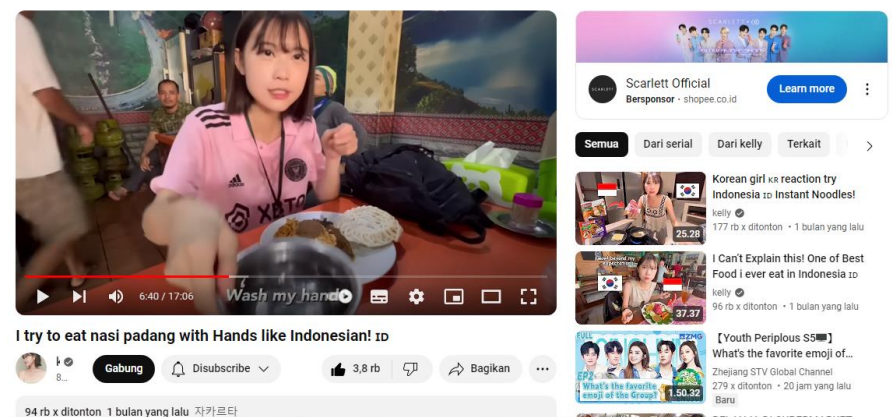 adidas
XBTO
Wash my hand
6:40 / 17:06
I try to eat nasi padang with Hands like Indonesian! ID
8...
Gabung
Disubscribe
3,8 rb
Bagikan
94 rb x ditonton 1 bulan yang lalu 자카르타
SCARLETT
SCARLETT
Scarlett Official
Bersponsor · shopee.co.id
Learn more
Semua
Dari serial
Dari kelly
Terkait
25.28
Korean girl KR reaction try
Indonesia ID Instant Noodles!
kelly
177 rb x ditonton • 1 bulan yang lalu
37.37
I Can't Explain this! One of Best
Food i ever eat in Indonesia ID
kelly
96 rb x ditonton • 1 bulan yang lalu
FULL
ZMG
EP2
What's the favorite
emoji of the Group?
1.50.32
【Youth Periplous S5🖥】
What's the favorite emoji of...
Zhejiang STV Global Channel
279 x ditonton • 20 jam yang lalu
Baru